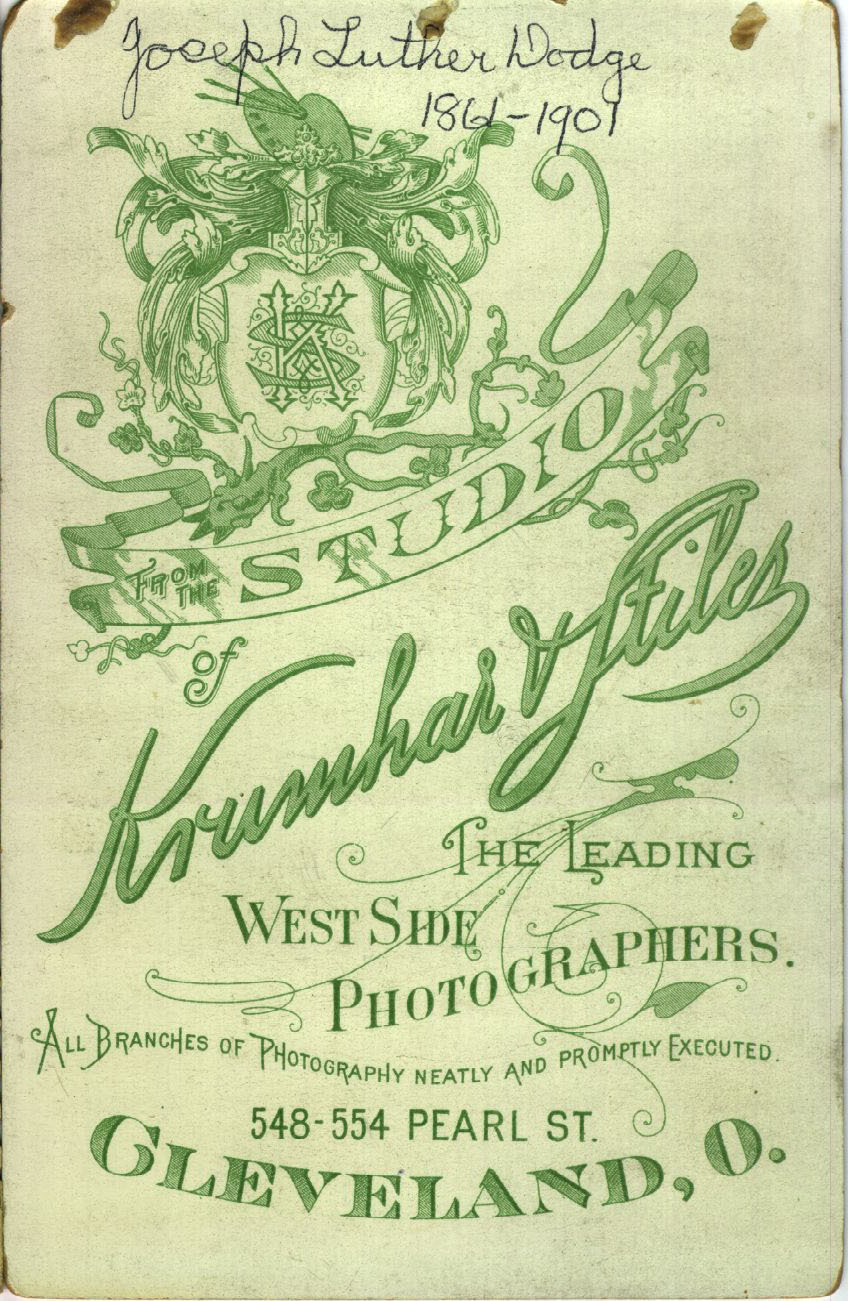 Joseph Luther Dodge
1861-1901
FROM THE STUDIO
of
Krumhar & Stiles
THE LEADING
WEST SIDE
PHOTOGRAPHERS.
ALL BRANCHES OF PHOTOGRAPHY NEATLY AND PROMPTLY EXECUTED.
548-554 PEARL ST.
CLEVELAND, O.